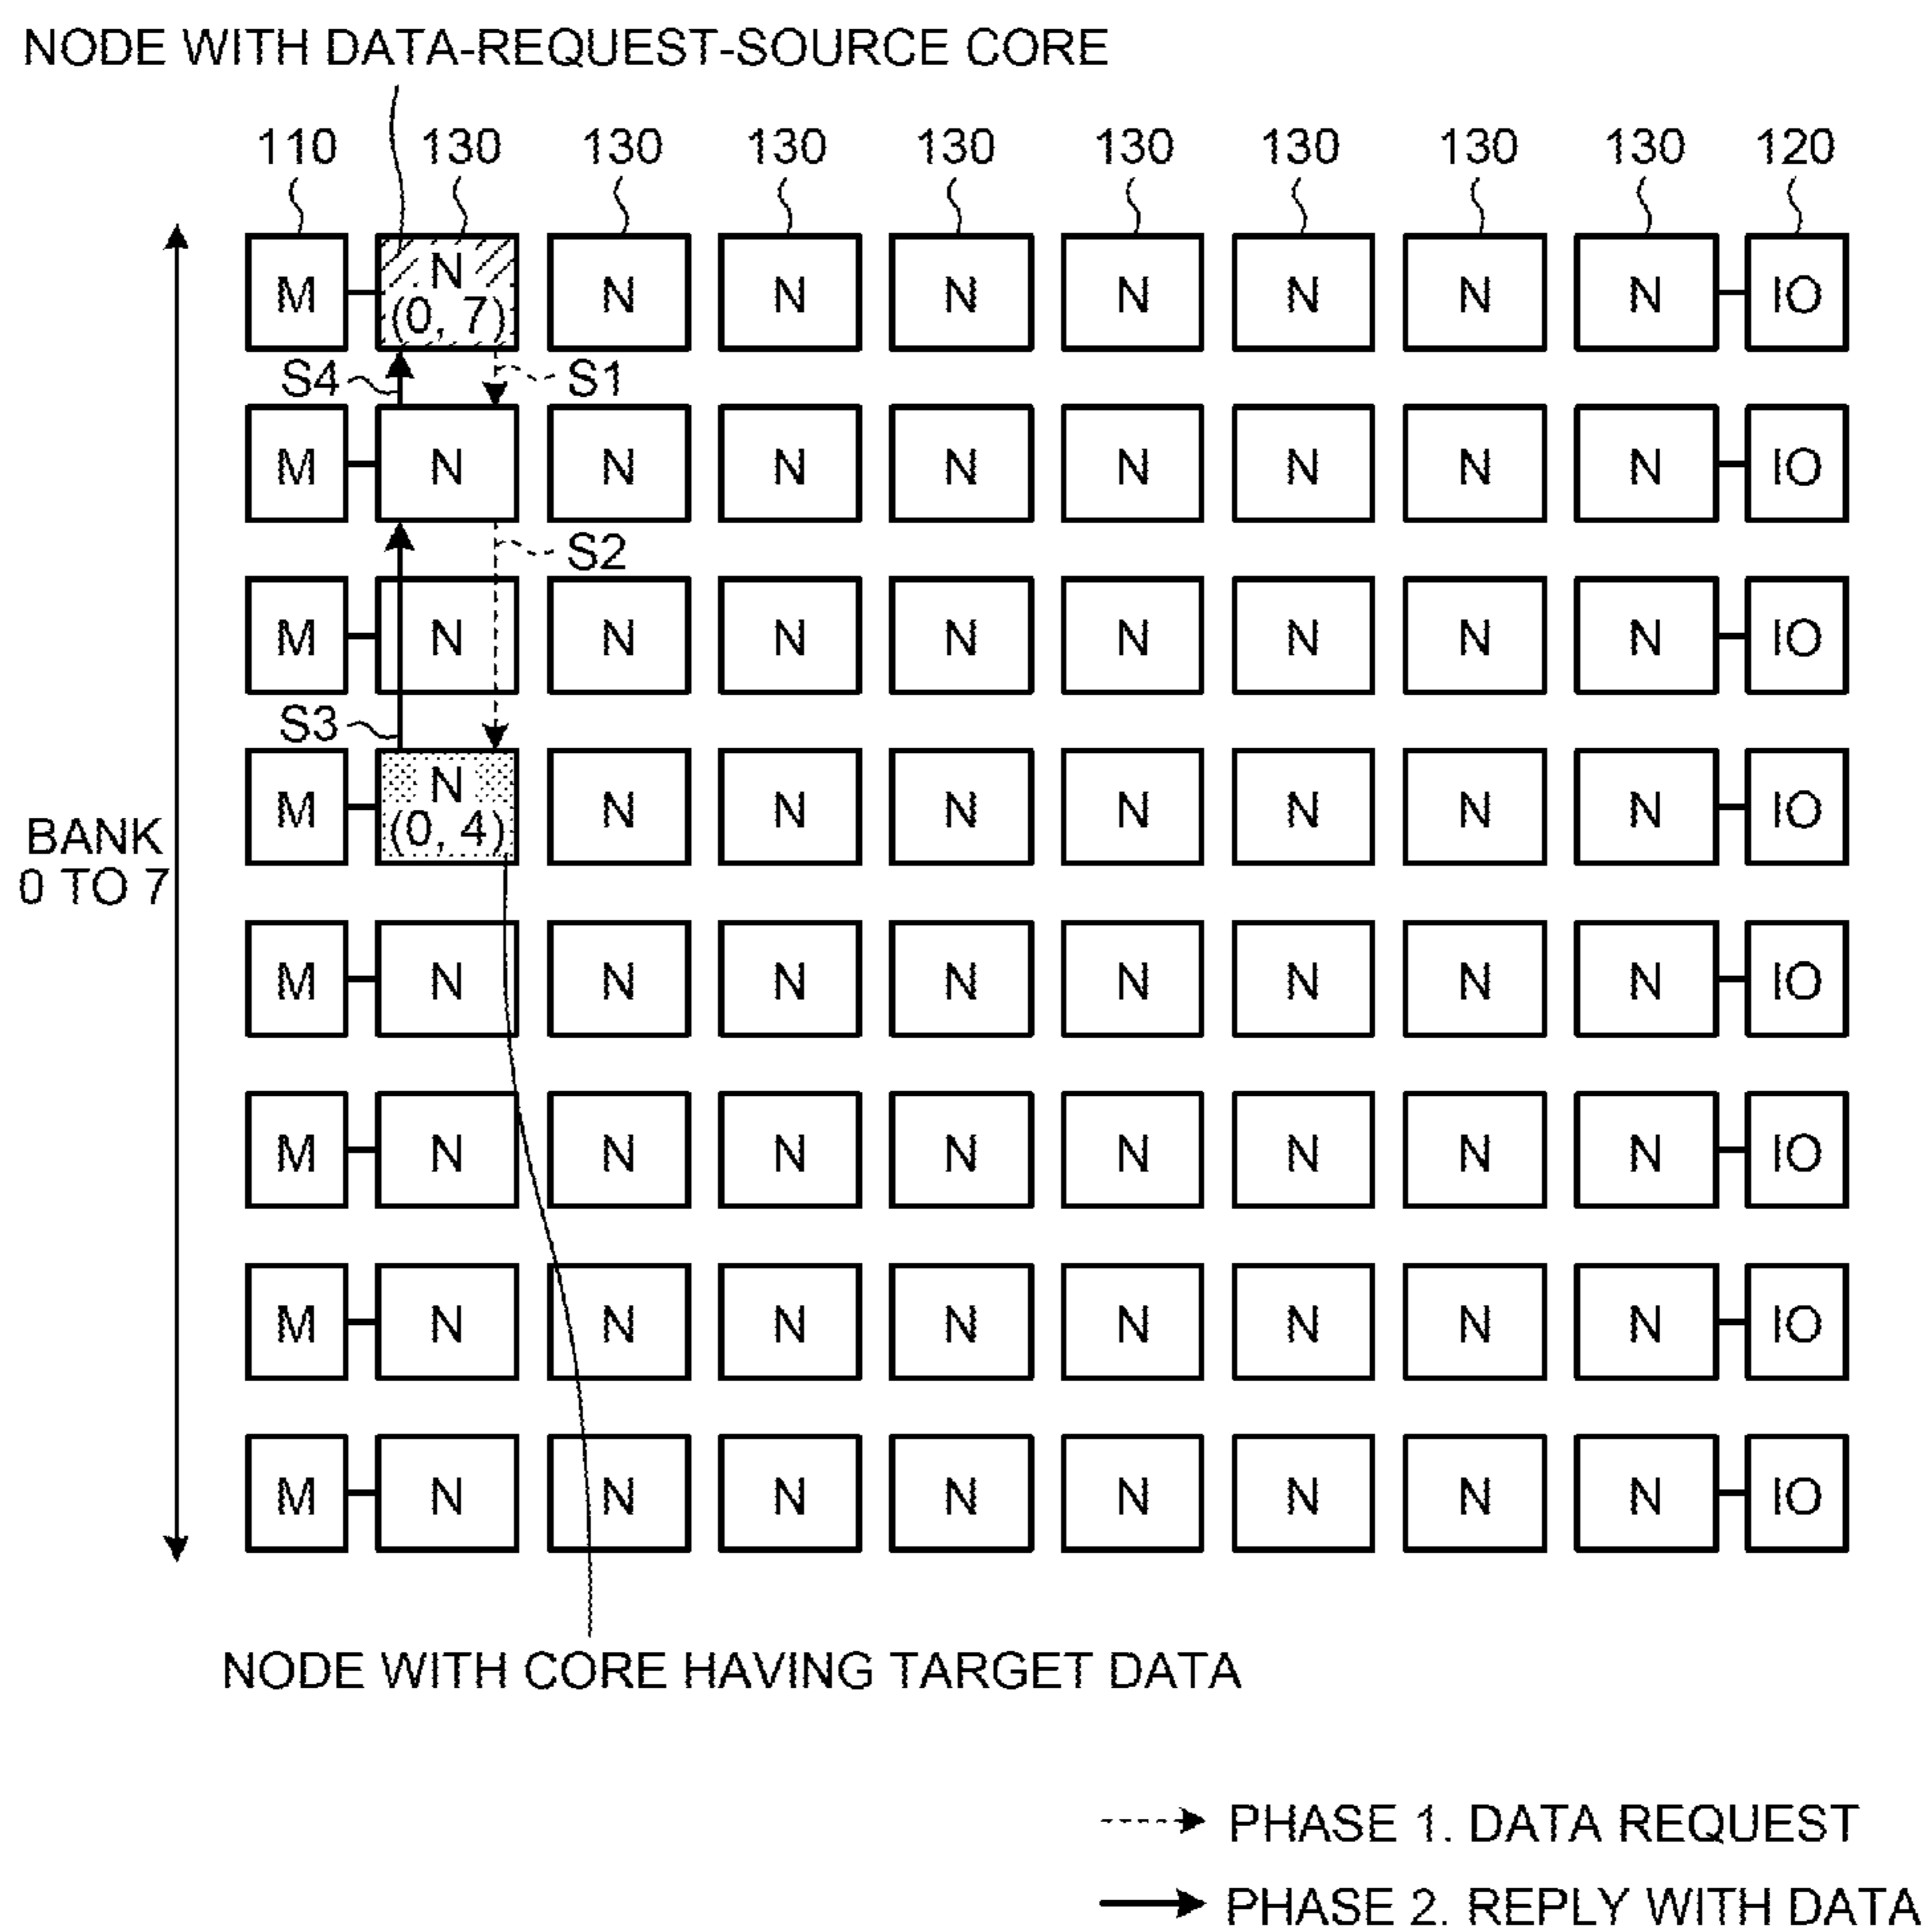 NODE WITH DATA-REQUEST-SOURCE CORE
110 130 130 130 130 130 130 130 130 120
M N N N N N N N N IO
(0, 7)
S4 S1
M N N N N N N N N IO
S2
M N N N N N N N N IO
S3
M N N N N N N N N IO
(0, 4)
BANK
0 TO 7
M N N N N N N N N IO
M N N N N N N N N IO
M N N N N N N N N IO
M N N N N N N N N IO
NODE WITH CORE HAVING TARGET DATA
PHASE 1. DATA REQUEST
PHASE 2. REPLY WITH DATA